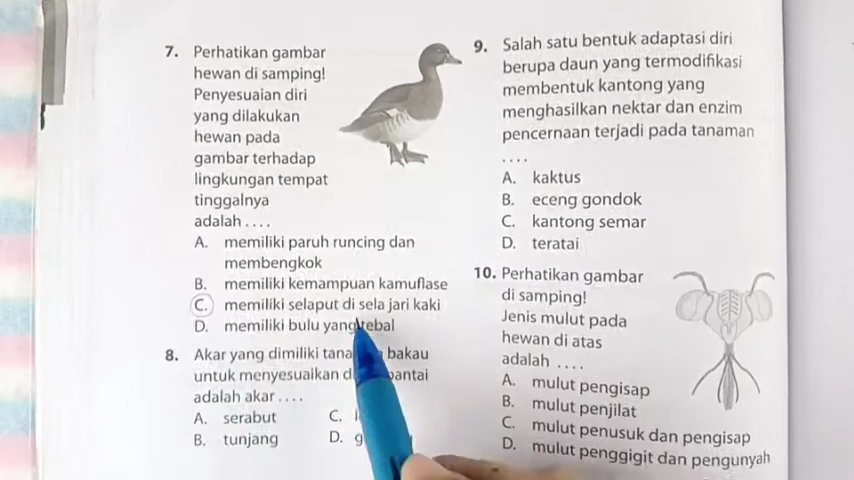 7. Perhatikan gambar
hewan di samping!
Penyesuaian diri
yang dilakukan
hewan pada
gambar terhadap
lingkungan tempat
tinggalnya
adalah . . . .
A. memiliki paruh runcing dan
membengkok
B. memiliki kemampuan kamuflase
C. memiliki selaput di sela jari kaki
D. memiliki bulu yang tebal
8. Akar yang dimiliki bakau
untuk menyesuaikan pantai
adalah akar . . . .
A. serabut C.
B. tunjang D.
9. Salah satu bentuk adaptasi diri
berupa daun yang termodifikasi
membentuk kantong yang
menghasilkan nektar dan enzim
pencernaan terjadi pada tanaman
. . . .
A. kaktus
B. eceng gondok
C. kantong semar
D. teratai
10. Perhatikan gambar
di samping!
Jenis mulut pada
hewan di atas
adalah . . . .
A. mulut pengisap
B. mulut penjilat
C. mulut penusuk dan pengisap
D. mulut penggigit dan pengunyah